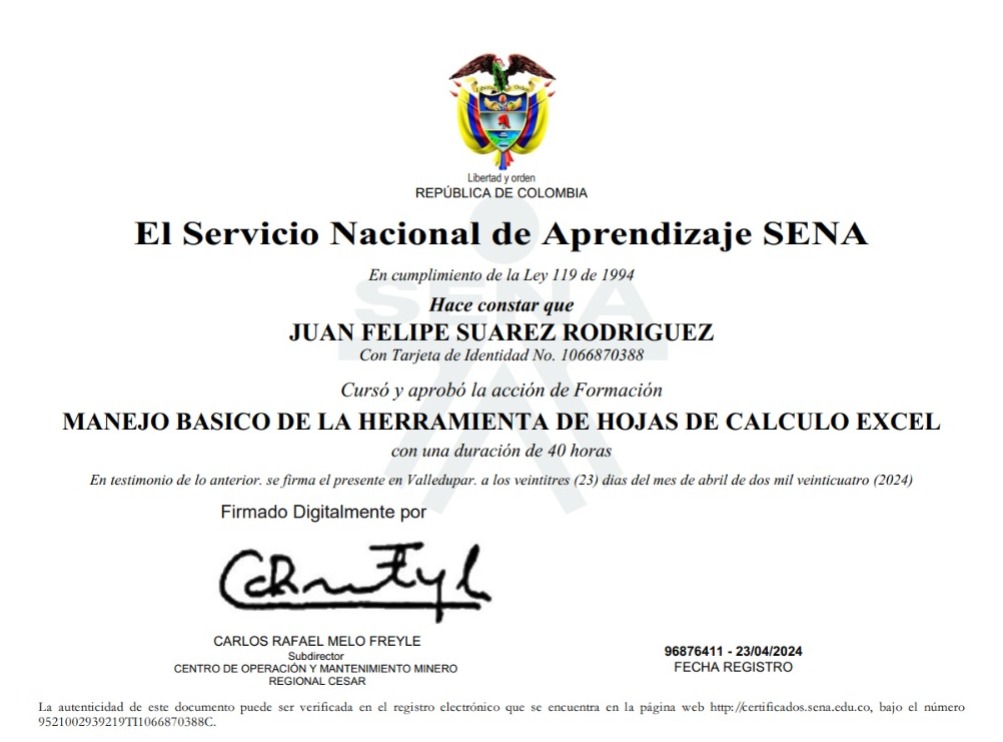 Libertad y orden
REPÚBLICA DE COLOMBIA
El Servicio Nacional de Aprendizaje SENA
En cumplimiento de la Ley 119 de 1994
SENA
Hace constar que
JUAN FELIPE SUAREZ RODRIGUEZ
Con Tarjeta de Identidad No. 1066870388
Cursó y aprobó la acción de Formación
MANEJO BASICO DE LA HERRAMIENTA DE HOJAS DE CALCULO EXCEL
con una duración de 40 horas
En testimonio de lo anterior. se firma el presente en Valledupar. a los veintitres (23) dias del mes de abril de dos mil veinticuatro (2024)
Firmado Digitalmente por
CARLOS RAFAEL MELO FREYLE
Subdirector
CENTRO DE OPERACIÓN Y MANTENIMIENTO MINERO
REGIONAL CESAR
96876411 - 23/04/2024
FECHA REGISTRO
La autenticidad de este documento puede ser verificada en el registro electrónico que se encuentra en la página web http://certificados.sena.edu.co, bajo el número
9521002939219TI1066870388C.